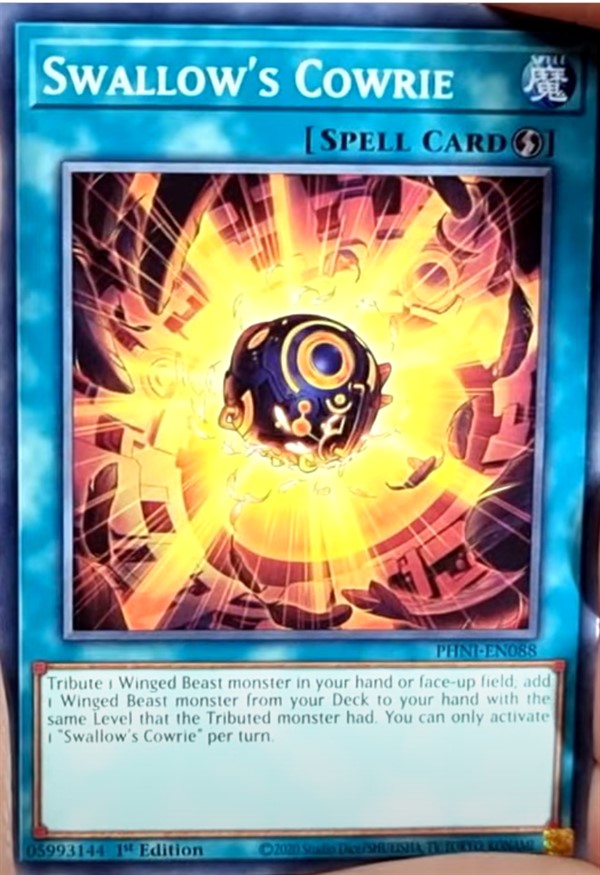 SWALLOW'S COWRIE
魔
[SPELL CARD]
PHNI-EN088
Tribute 1 Winged Beast monster in your hand or face-up field, add
1 Winged Beast monster from your Deck to your hand with the
same Level that the Tributed monster had. You can only activate
1 "Swallow's Cowrie" per turn.
05993144 1st Edition
©2020 Studio Dice/SHUEISHA, TV TOKYO, KONAMI